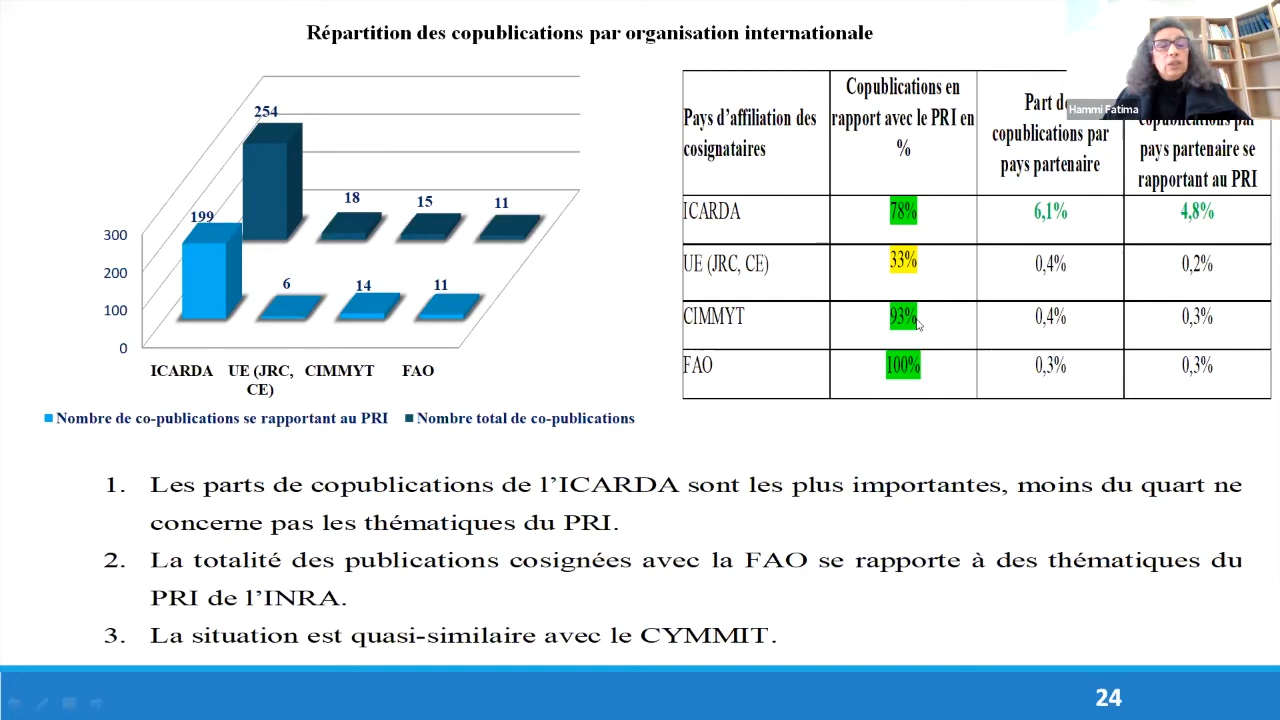 Répartition des copublications par organisation internationale
254
18
15
11
199
6
14
11
300
200
100
0
ICARDA
UE (JRC,
CE)
CIMMYT
FAO
Nombre de co-publications se rapportant au PRI
Nombre total de co-publications
Hammi Fatima
Pays d'affiliation des
cosignataires
Copublications en
rapport avec le PRI en
%
Part
copublications par
pays partenaire
copublications par
pays partenaire se
rapportant au PRI
ICARDA 78% 6,1% 4,8%
UE (JRC, CE) 33% 0,4% 0,2%
CIMMYT 93% 0,4% 0,3%
FAO 100% 0,3% 0,3%
1. Les parts de copublications de l'ICARDA sont les plus importantes, moins du quart ne
concerne pas les thématiques du PRI.
2. La totalité des publications cosignées avec la FAO se rapporte à des thématiques du
PRI de l'INRA.
3. La situation est quasi-similaire avec le CYMMIT.
24